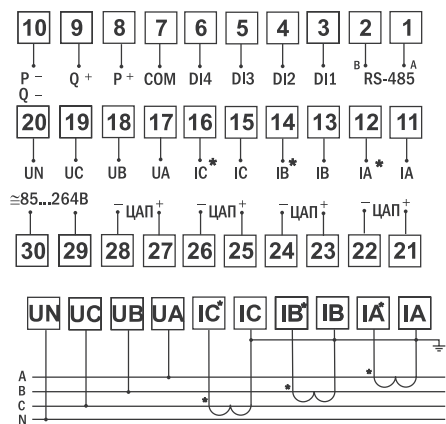 10 9 8 7 6 5 4 3 2 1
P − Q + P + COM DI4 DI3 DI2 DI1 B RS-485 A
Q −
20 19 18 17 16 15 14 13 12 11
UN UC UB UA IC* IC IB* IB IA* IA
≅85...264В − ЦАП + − ЦАП + − ЦАП + − ЦАП +
30 29 28 27 26 25 24 23 22 21
UN UC UB UA IC* IC IB* IB IA* IA
A *
B *
C *
N